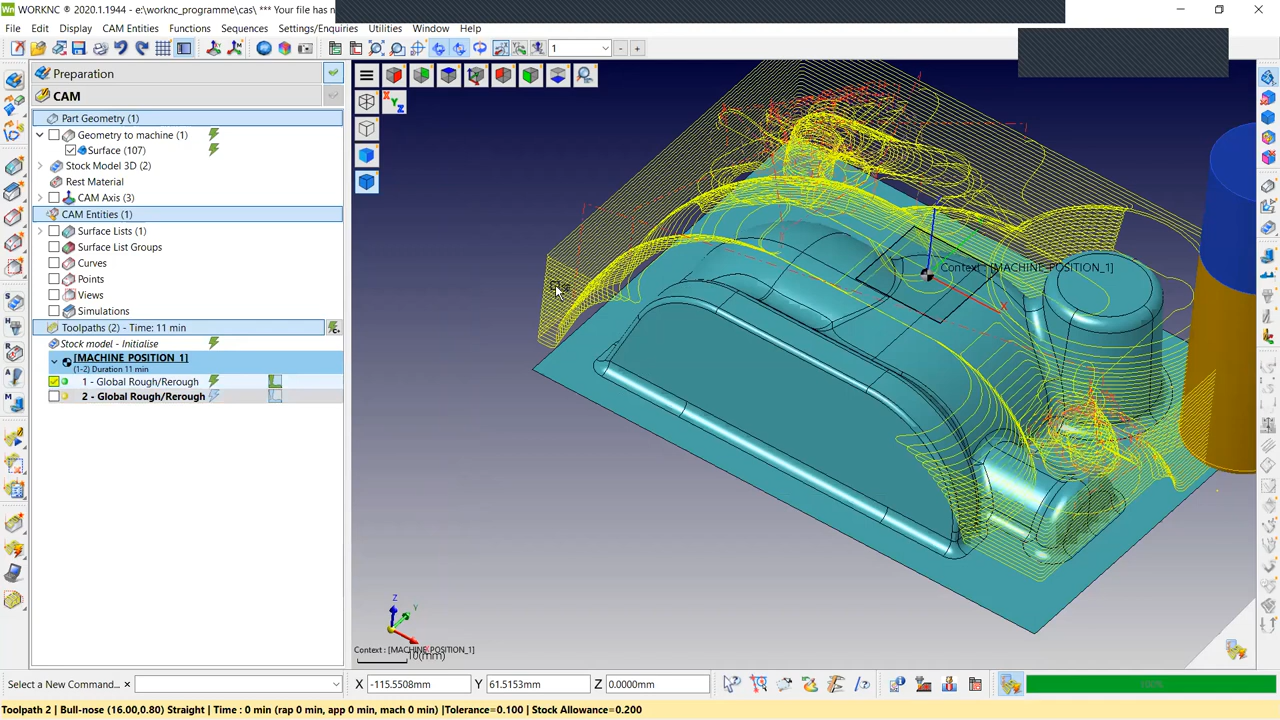 WORKNC ® 2020.1.1944 - e:\worknc_programme\cas\ *** Your file has n
File Edit Display CAM Entities Functions Sequences Settings/Enquiries Utilities Window Help
1
Preparation
CAM
Part Geometry (1)
Geometry to machine (1)
Surface (107)
Stock Model 3D (2)
Rest Material
CAM Axis (3)
CAM Entities (1)
Surface Lists (1)
Surface List Groups
Curves
Points
Views
Simulations
Toolpaths (2) - Time: 11 min
Stock model - Initialise
[MACHINE_POSITION_1]
(1-2) Duration 11 min
1 - Global Rough/Rerough
2 - Global Rough/Rerough
Context : [MACHINE_POSITION_1]
X
Z
Y
Context : [MACHINE_POSITION_1]
10(mm)
Select a New Command...
X -115.5508mm Y 61.5153mm Z 0.0000mm
100%
Toolpath 2 | Bull-nose (16.00,0.80) Straight | Time : 0 min (rap 0 min, app 0 min, mach 0 min) |Tolerance=0.100 | Stock Allowance=0.200